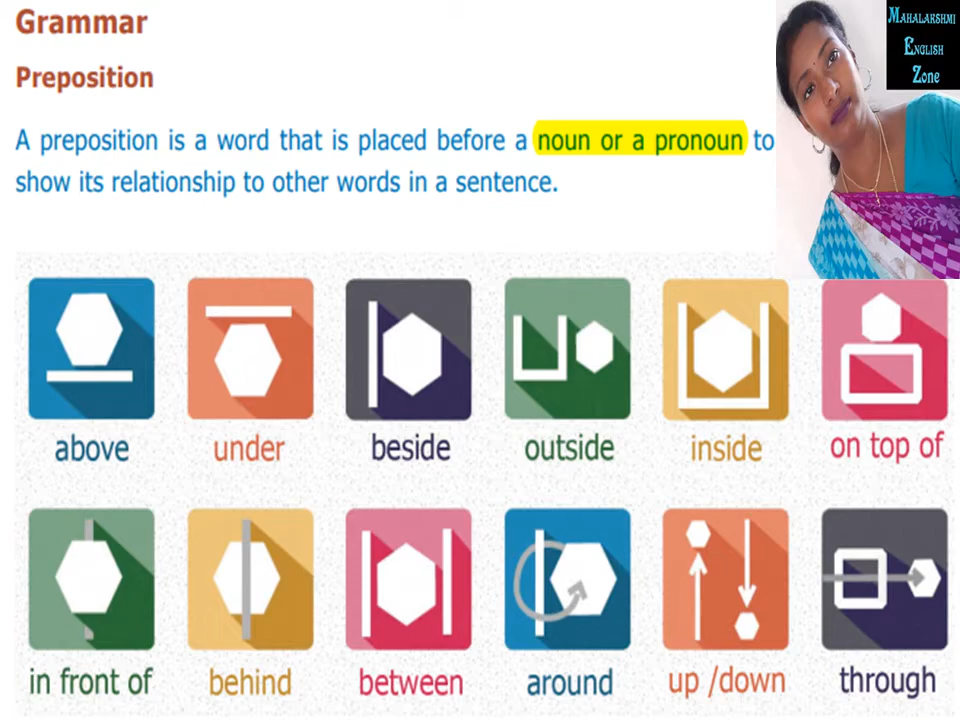 Grammar
MAHALAKSHMI
ENGLISH
ZONE
Preposition
A preposition is a word that is placed before a noun or a pronoun to
show its relationship to other words in a sentence.
above under beside outside inside on top of
in front of behind between around up /down through